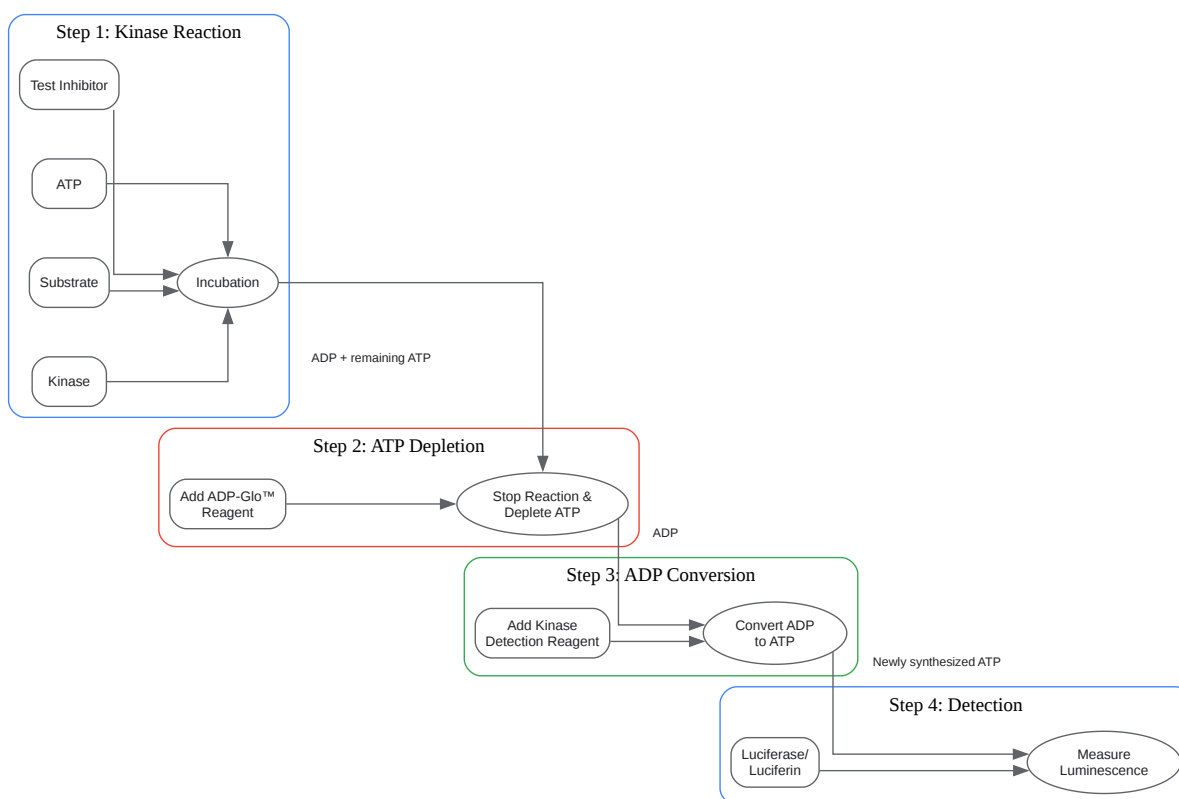 Step 1: Kinase Reaction
Test Inhibitor
ATP
Substrate
Incubation
Kinase
ADP + remaining ATP
Step 2: ATP Depletion
Add ADP-Glo™
Reagent
Stop Reaction &
Deplete ATP
ADP
Step 3: ADP Conversion
Add Kinase
Detection Reagent
Convert ADP
to ATP
Newly synthesized ATP
Step 4: Detection
Luciferase/
Luciferin
Measure
Luminescence